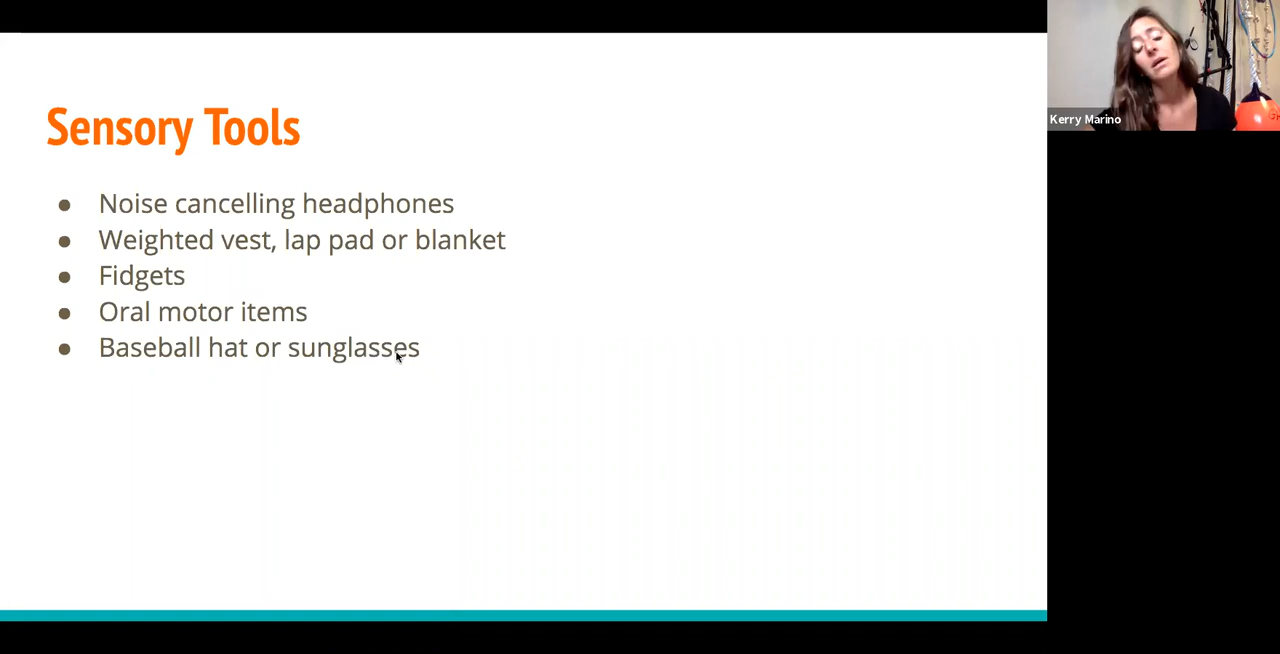 Sensory Tools
● Noise cancelling headphones
● Weighted vest, lap pad or blanket
● Fidgets
● Oral motor items
● Baseball hat or sunglasses
Kerry Marino